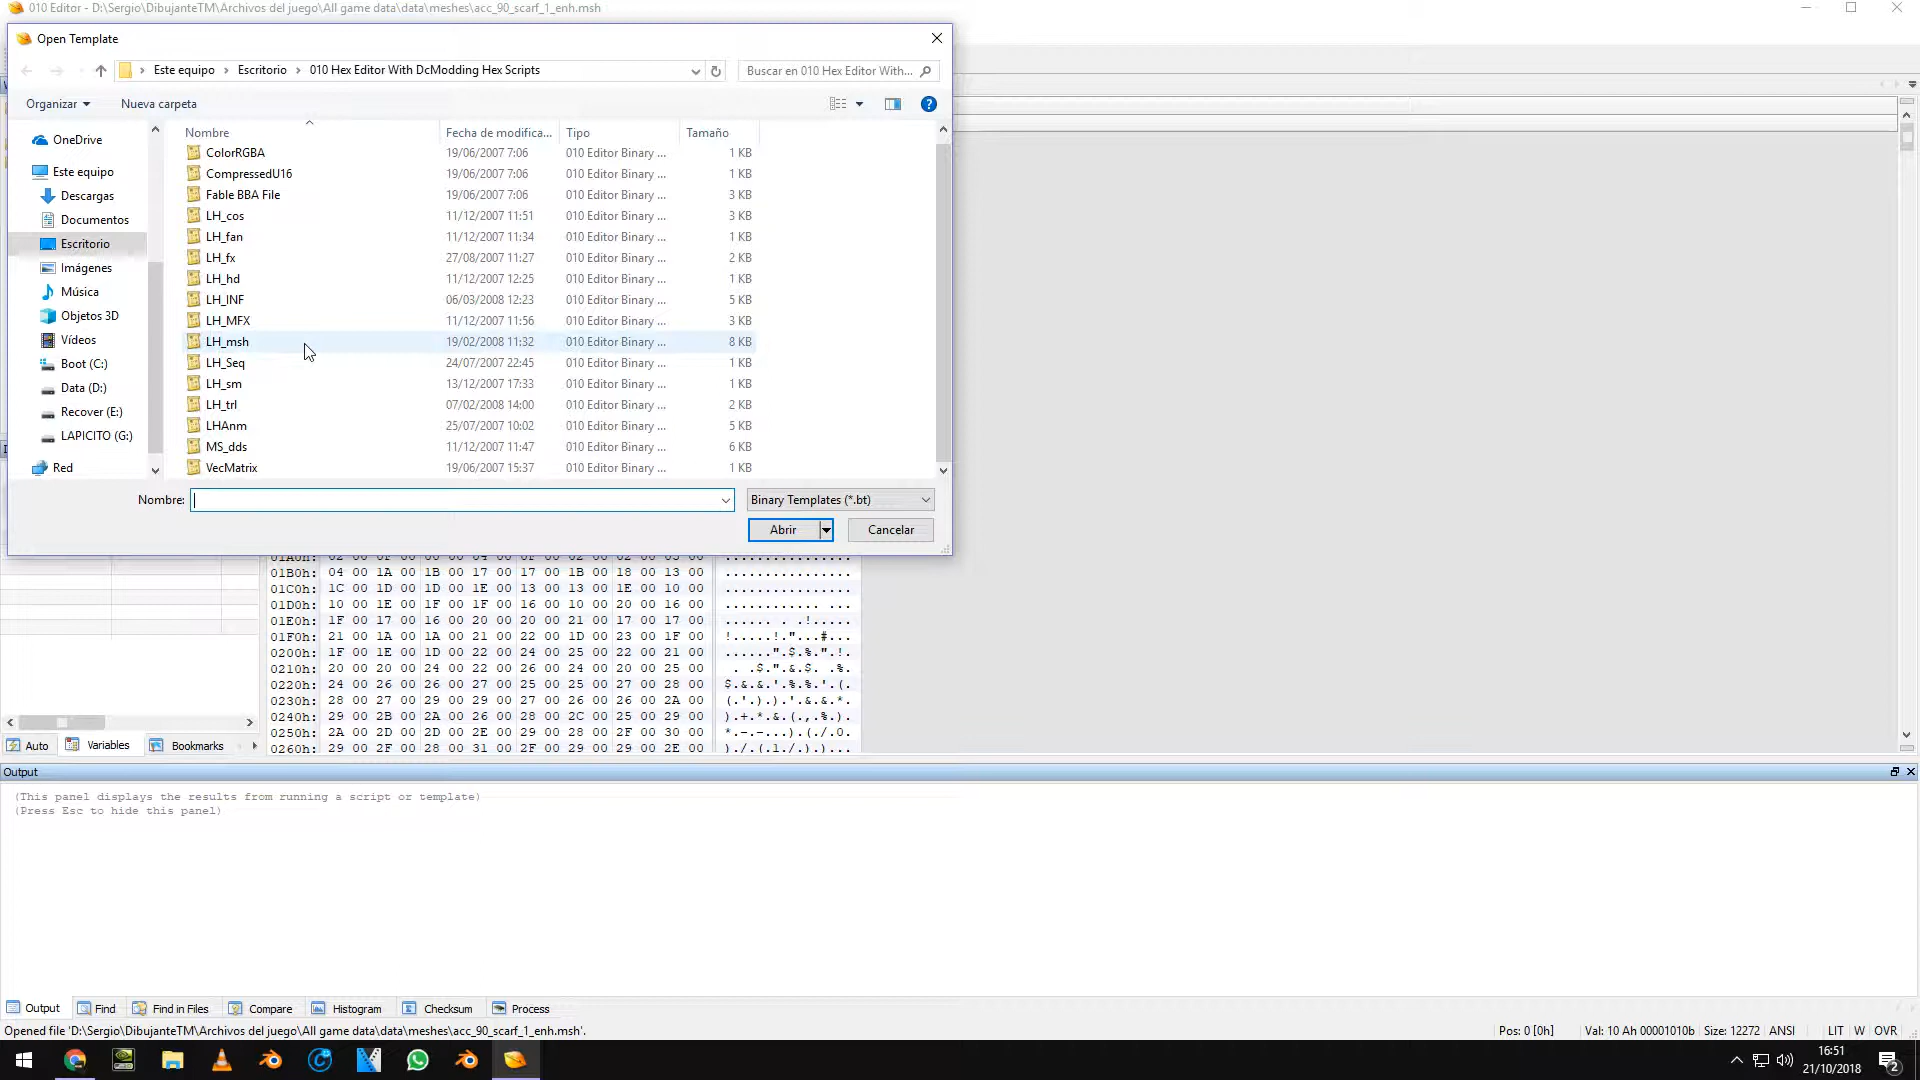 010 Editor - D:\Sergio\DibujanteTM\Archivos del juego\All game data\data\meshes\acc_90_scarf_1_enh.msh
Open Template
Este equipo
Escritorio
010 Hex Editor With DcModding Hex Scripts
Buscar en 010 Hex Editor With...
Organizar
Nueva carpeta
Nombre Fecha de modifica... Tipo Tamaño
OneDrive
Este equipo
Descargas
Documentos
Escritorio
Imágenes
Música
Objetos 3D
Vídeos
Boot (C:)
Data (D:)
Recover (E:)
LAPICITO (G:)
Red
ColorRGBA 19/06/2007 7:06 010 Editor Binary ... 1 KB
CompressedU16 19/06/2007 7:06 010 Editor Binary ... 1 KB
Fable BBA File 19/06/2007 7:06 010 Editor Binary ... 3 KB
LH_cos 11/12/2007 11:51 010 Editor Binary ... 3 KB
LH_fan 11/12/2007 11:34 010 Editor Binary ... 1 KB
LH_fx 27/08/2007 11:27 010 Editor Binary ... 2 KB
LH_hd 11/12/2007 12:25 010 Editor Binary ... 1 KB
LH_INF 06/03/2008 12:23 010 Editor Binary ... 5 KB
LH_MFX 11/12/2007 11:56 010 Editor Binary ... 3 KB
LH_msh 19/02/2008 11:32 010 Editor Binary ... 8 KB
LH_Seq 24/07/2007 22:45 010 Editor Binary ... 1 KB
LH_sm 13/12/2007 17:33 010 Editor Binary ... 1 KB
LH_trl 07/02/2008 14:00 010 Editor Binary ... 2 KB
LHAnm 25/07/2007 10:02 010 Editor Binary ... 5 KB
MS_dds 11/12/2007 11:47 010 Editor Binary ... 6 KB
VecMatrix 19/06/2007 15:37 010 Editor Binary ... 1 KB
Nombre:
Binary Templates (*.bt)
Abrir
Cancelar
01B0h: 04 00 1A 00 1B 00 17 00 17 00 1B 00 18 00 13 00 ................
01C0h: 1C 00 1D 00 1D 00 1E 00 13 00 13 00 1E 00 10 00 ................
01D0h: 10 00 1E 00 1F 00 1F 00 16 00 10 00 20 00 16 00 ............ ...
01E0h: 1F 00 17 00 16 00 20 00 20 00 21 00 17 00 17 00 ...... . .!.....
01F0h: 21 00 1A 00 1A 00 21 00 22 00 1D 00 23 00 1F 00 !.....!."...#...
0200h: 1F 00 1E 00 1D 00 22 00 24 00 25 00 22 00 21 00 ......".$.%.".!.
0210h: 20 00 20 00 24 00 22 00 26 00 24 00 20 00 25 00 . .$.".&.$. .%.
0220h: 24 00 26 00 26 00 27 00 25 00 25 00 27 00 28 00 $.&.&.'.%.%.'.(.
0230h: 28 00 27 00 29 00 29 00 27 00 26 00 26 00 2A 00 (.'.).).'.&.&.*.
0240h: 29 00 2B 00 2A 00 26 00 28 00 2C 00 25 00 29 00 ).+.*.&.(.,.%.).
0250h: 2A 00 2D 00 2D 00 2E 00 29 00 28 00 2F 00 30 00 *.-.-...).(./.0.
0260h: 29 00 2F 00 28 00 31 00 2F 00 29 00 29 00 2E 00 )./.(.1./.).)...
Auto
Variables
Bookmarks
Output
(This panel displays the results from running a script or template)
(Press Esc to hide this panel)
Output
Find
Find in Files
Compare
Histogram
Checksum
Process
Opened file 'D:\Sergio\DibujanteTM\Archivos del juego\All game data\data\meshes\acc_90_scarf_1_enh.msh'.
Pos: 0 [0h]
Val: 10 Ah 00001010b
Size: 12272
ANSI
LIT
W
OVR
16:51
21/10/2018
2